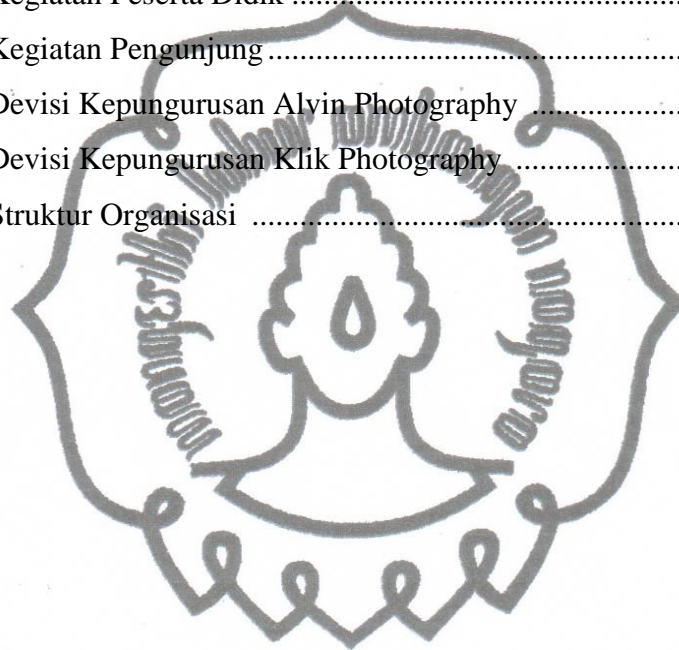 Kegiatan Peserta Didik ..................................................
Kegiatan Pengunjung ......................................................
Devisi Kepungurusan Alvin Photography ....................
Devisi Kepungurusan Klik Photography ......................
Struktur Organisasi ........................................................